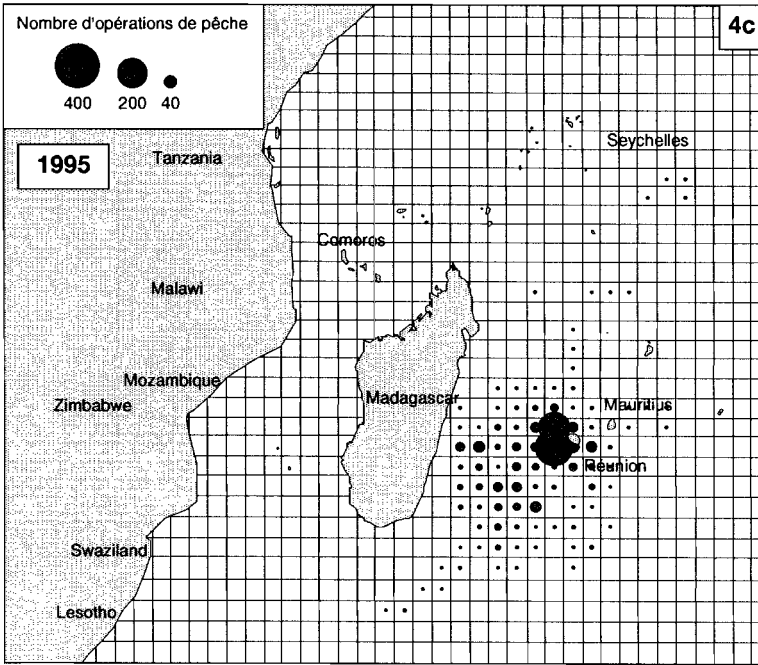 Nombre d'opérations de pêche
400 200 40
4c
1995
Tanzania
Seychelles
Comoros
Malawi
Mozambique
Madagascar
Mauritius
Zimbabwe
Réunion
Swaziland
Lesotho